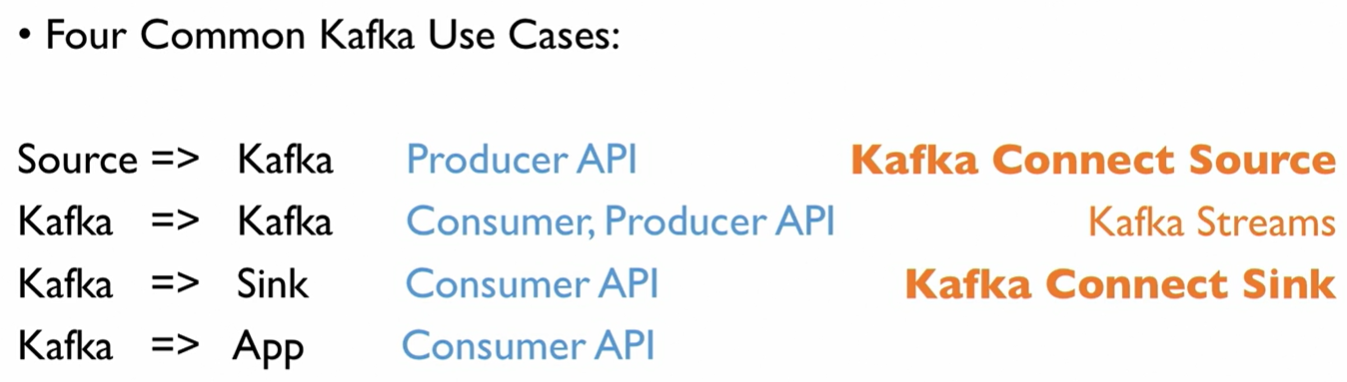 • Four Common Kafka Use Cases:
Source => Kafka Producer API Kafka Connect Source
Kafka => Kafka Consumer, Producer API Kafka Streams
Kafka => Sink Consumer API Kafka Connect Sink
Kafka => App Consumer API